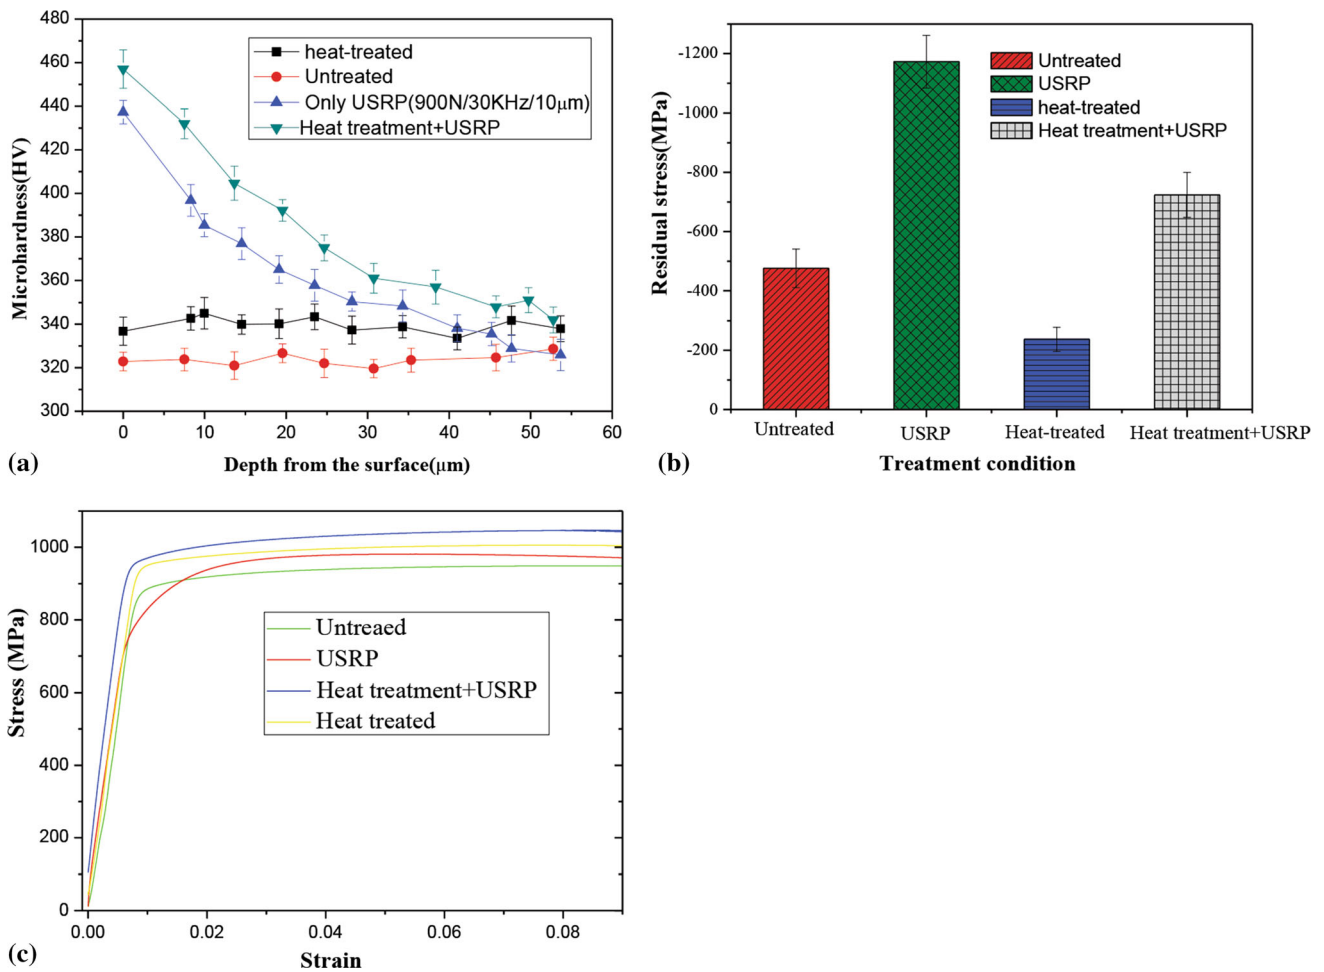 480
460
440
420
400
380
360
340
320
300
Microhardness(HV)
heat-treated
Untreated
Only USRP(900N/30KHz/10μm)
Heat treatment+USRP
0 10 20 30 40 50 60
Depth from the surface(μm)
(a)
-1200
-1000
-800
-600
-400
-200
0
Residual stress(MPa)
Untreated
USRP
heat-treated
Heat treatment+USRP
Untreated USRP Heat-treated Heat treatment+USRP
Treatment condition
(b)
1000
800
600
400
200
0
Stress (MPa)
Untreaed
USRP
Heat treatment+USRP
Heat treated
0.00 0.02 0.04 0.06 0.08
Strain
(c)